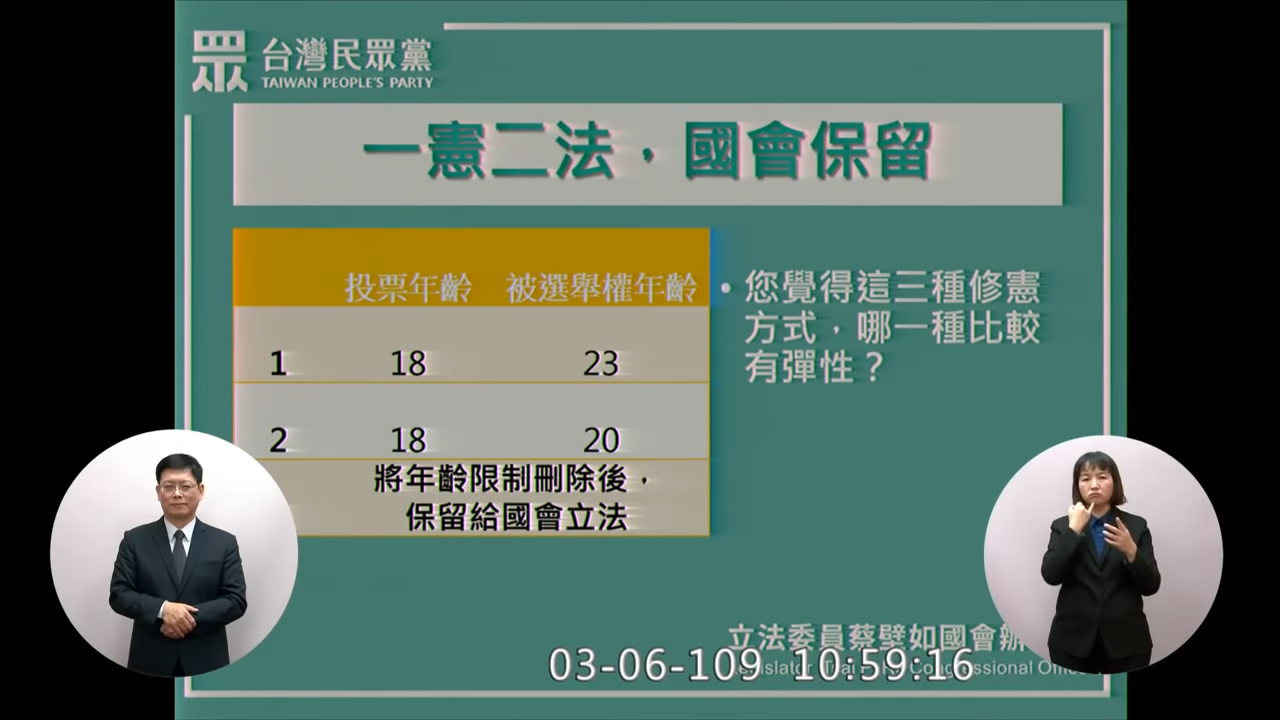 台灣民眾黨
TAIWAN PEOPLE'S PARTY
一憲二法，國會保留
投票年齡 被選舉權年齡
1 18 23
2 18 20
將年齡限制刪除後，
保留給國會立法
• 您覺得這三種修憲
方式，哪一種比較
有彈性？
立法委員蔡壁如國會辦
Congressional
03-06-109 10:59:16